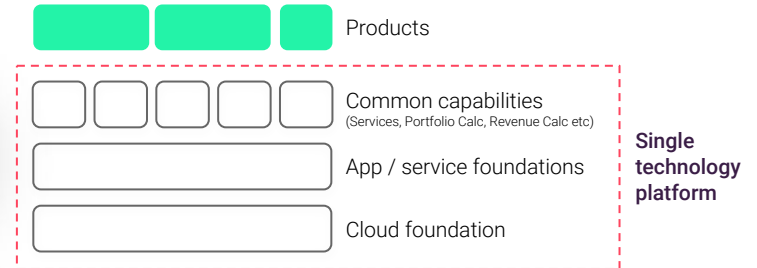 Products
Common capabilities
(Services, Portfolio Calc, Revenue Calc etc)
App / service foundations
Cloud foundation
Single
technology
platform